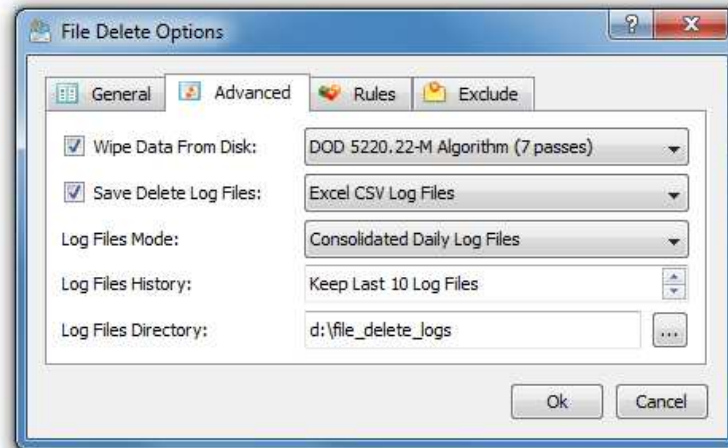 File Delete Options
?
General Advanced Rules Exclude
Wipe Data From Disk: DOD 5220.22-M Algorithm (7 passes)
Save Delete Log Files: Excel CSV Log Files
Log Files Mode: Consolidated Daily Log Files
Log Files History: Keep Last 10 Log Files
Log Files Directory: d:\file_delete_logs ...
Ok Cancel